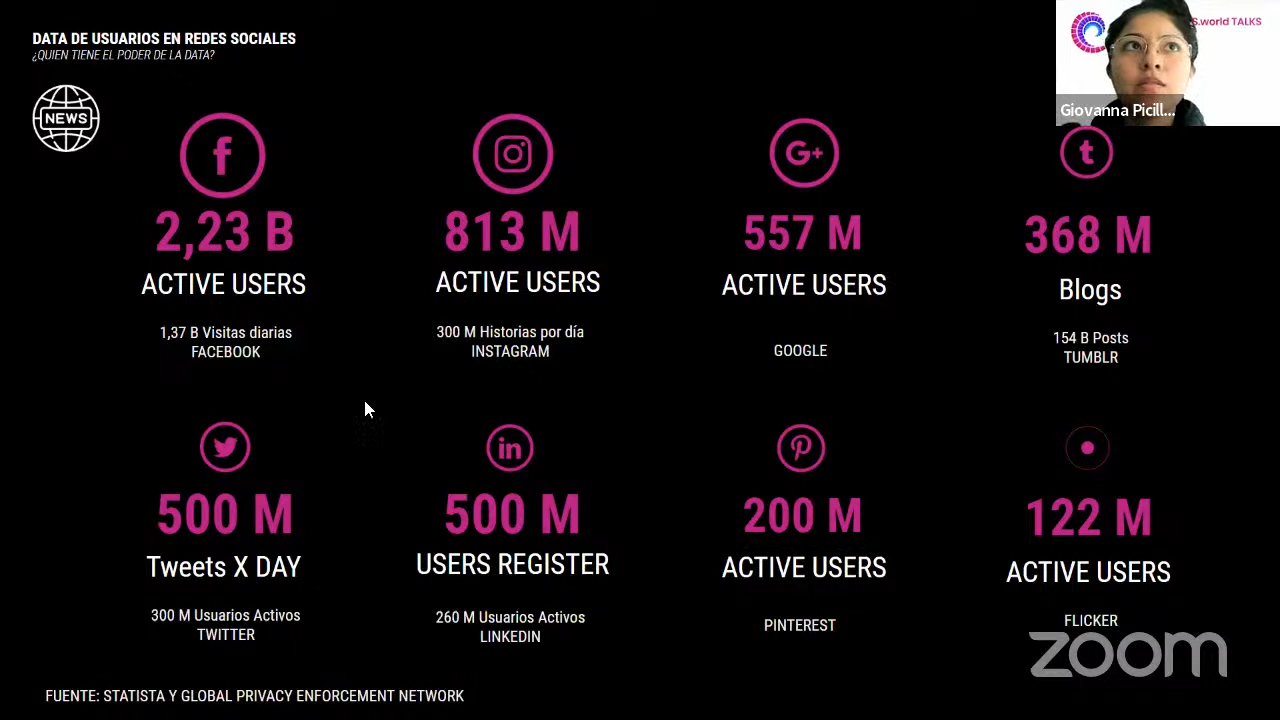 DATA DE USUARIOS EN REDES SOCIALES
¿QUIEN TIENE EL PODER DE LA DATA?
NEWS
S.world TALKS
Giovanna Picill...
f
G+
t
2,23 B
813 M
557 M
368 M
ACTIVE USERS
ACTIVE USERS
ACTIVE USERS
Blogs
1,37 B Visitas diarias
FACEBOOK
300 M Historias por día
INSTAGRAM
GOOGLE
154 B Posts
TUMBLR
in
500 M
500 M
200 M
122 M
Tweets X DAY
USERS REGISTER
ACTIVE USERS
ACTIVE USERS
300 M Usuarios Activos
TWITTER
260 M Usuarios Activos
LINKEDIN
PINTEREST
FLICKER
zoom
FUENTE: STATISTA Y GLOBAL PRIVACY ENFORCEMENT NETWORK